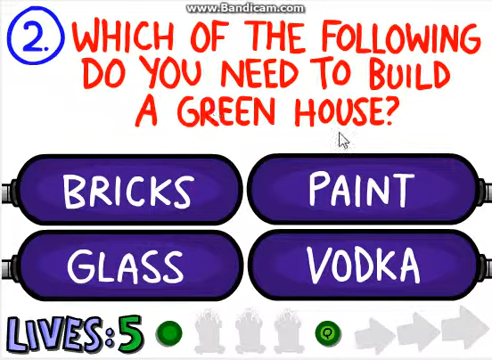 www.Bandicam.com
2. WHICH OF THE FOLLOWING
DO YOU NEED TO BUILD
A GREEN HOUSE?
BRICKS
PAINT
GLASS
VODKA
LIVES:5